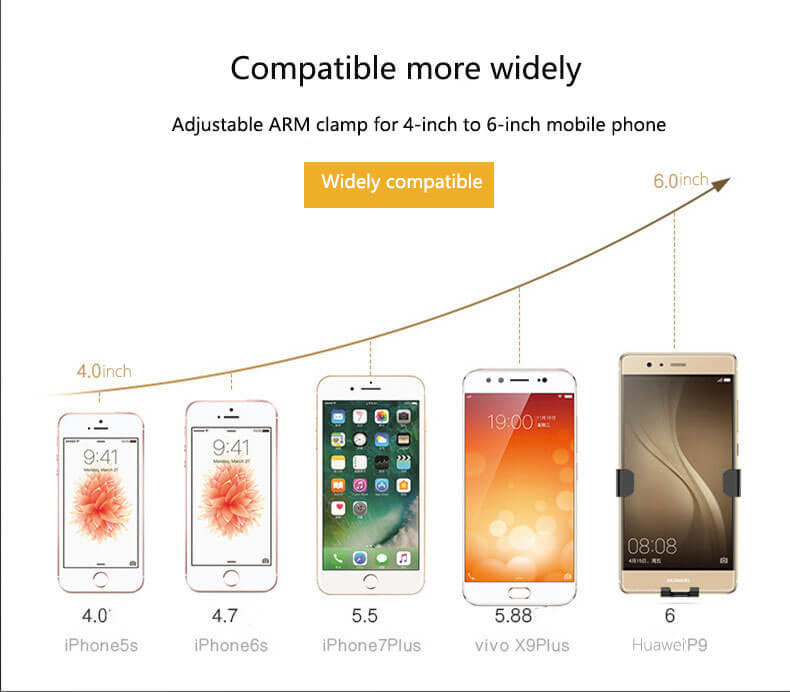 Compatible more widely
Adjustable ARM clamp for 4-inch to 6-inch mobile phone
Widely compatible
6.0inch
4.0inch
9:41
Monday, March 21
9:41
Monday, March 21
19:00
08:08
HUAWEI
4.0
4.7
5.5
5.88
6
iPhone5s
iPhone6s
iPhone7Plus
vivo X9Plus
HuaweiP9